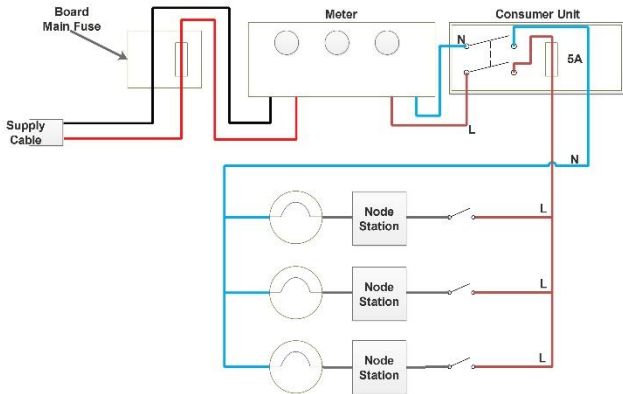 Board
Main Fuse
Meter
Consumer Unit
N
5A
Supply
Cable
L
N
Node
Station
L
Node
Station
L
Node
Station
L